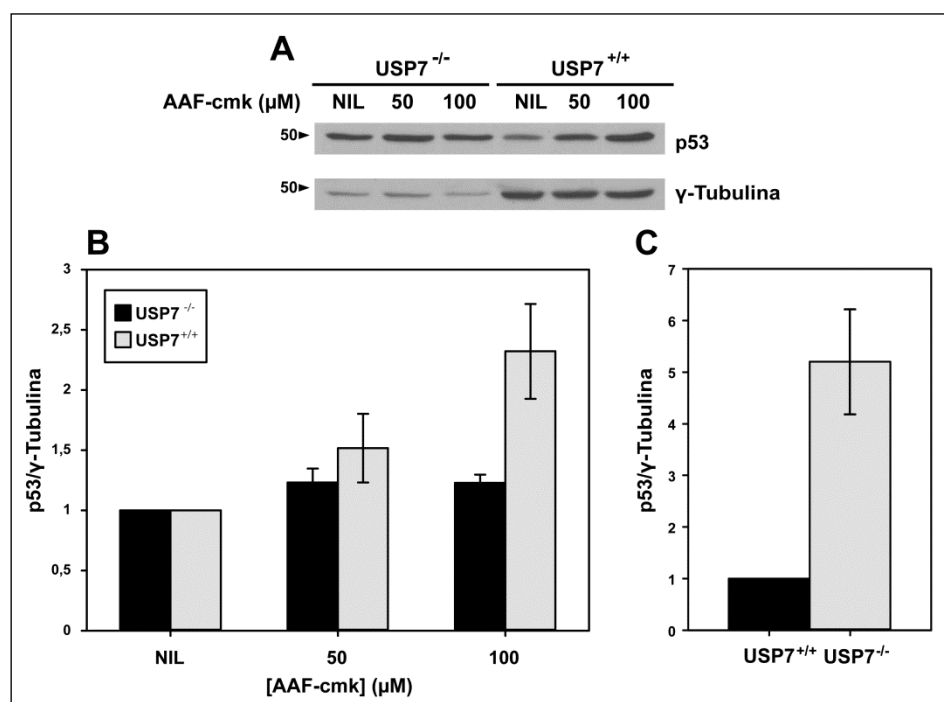 A
USP7 -/- USP7 +/+
AAF-cmk (µM) NIL 50 100 NIL 50 100
50► p53
50► γ-Tubulina
B
3
2,5
2
1,5
1
0,5
0
p53/γ-Tubulina
USP7 -/-
USP7 +/+
NIL 50 100
[AAF-cmk] (µM)
C
7
6
5
4
3
2
1
0
p53/γ-Tubulina
USP7+/+ USP7-/-